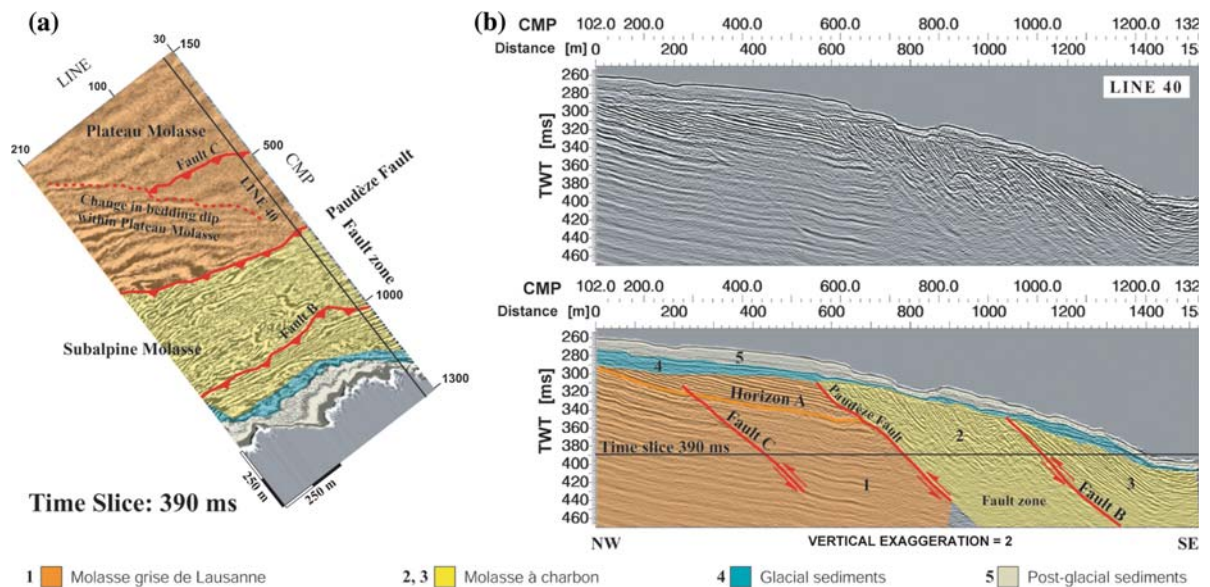 (a)
LINE
30
150
100
210
Plateau Molasse
Fault C
500
CMP
LINE 40
Change in bedding dip
within Plateau Molasse
Paudèze Fault
Fault zone
1000
Fault B
Subalpine Molasse
1300
250 m
250 m
Time Slice: 390 ms
(b)
CMP 102.0 200.0 400.0 600.0 800.0 1000.0 1200.0 132
Distance [m] 0 200 400 600 800 1000 1200 15
LINE 40
TWT [ms]
260
280
300
320
340
360
380
400
420
440
460
CMP 102.0 200.0 400.0 600.0 800.0 1000.0 1200.0 132
Distance [m] 0 200 400 600 800 1000 1200 15
TWT [ms]
260
280
300
320
340
360
380
400
420
440
460
5
4
Horizon A
Paudèze Fault
Fault C
2
Time slice 390 ms
1
3
Fault zone
Fault B
NW VERTICAL EXAGGERATION = 2 SE
1 Molasse grise de Lausanne
2, 3 Molasse à charbon
4 Glacial sediments
5 Post-glacial sediments